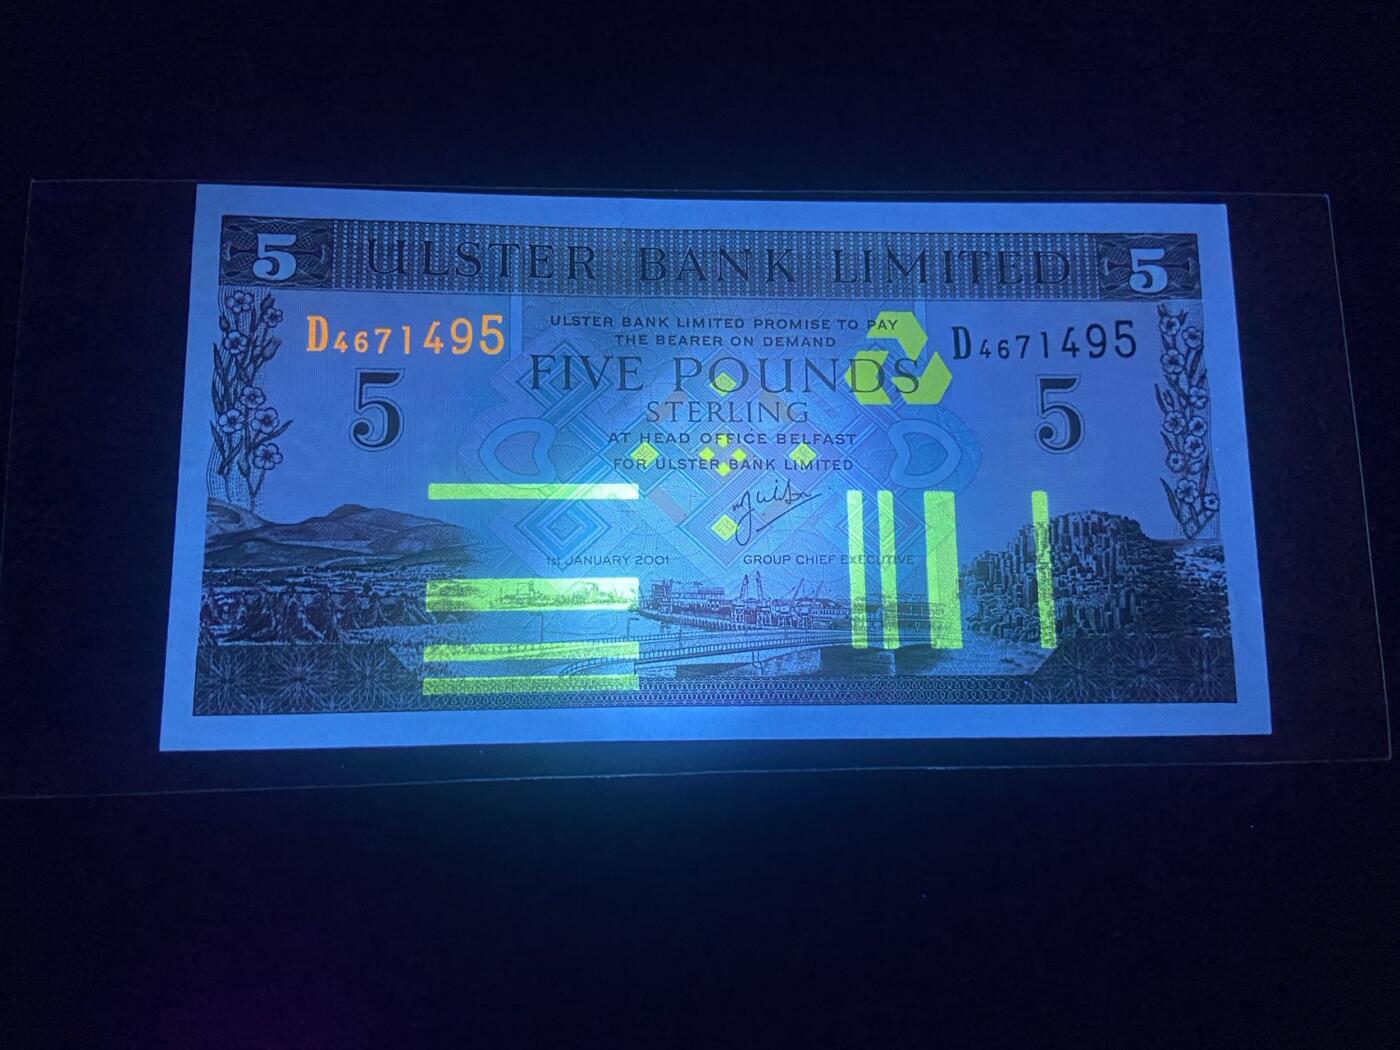 5 ULSTER BANK LIMITED 5
D4671495 ULSTER BANK LIMITED PROMISE TO PAY D4671495
THE BEARER ON DEMAND
5 FIVE POUNDS 5
STERLING
AT HEAD OFFICE BELFAST
FOR ULSTER BANK LIMITED
1st JANUARY 2001 GROUP CHIEF EXECUTIVE